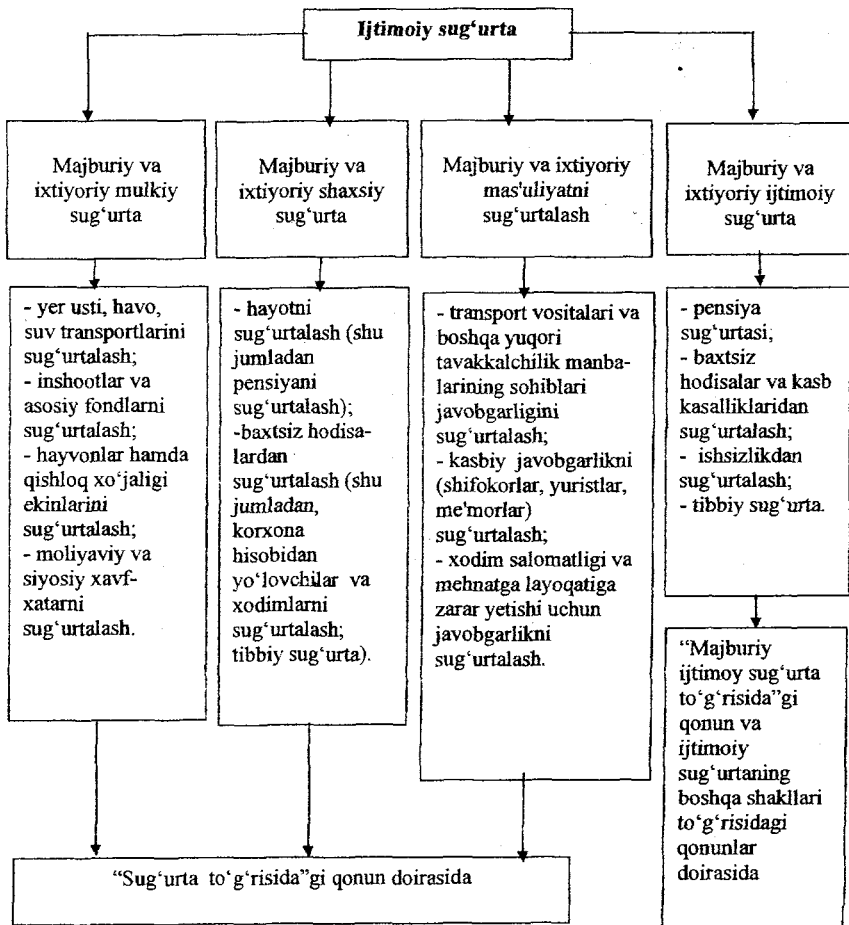 Ijtimoiy sug‘urta
Majburiy va
ixtiyoriy mulkiy
sug‘urta
Majburiy va
ixtiyoriy shaxsiy
sug‘urta
Majburiy va ixtiyoriy
mas'uliyatni
sug‘urtalash
Majburiy va
ixtiyoriy ijtimoiy
sug‘urta
- yer usti, havo,
suv transportlarini
sug‘urtalash;
- inshootlar va
asosiy fondlarni
sug‘urtalash;
- hayvonlar hamda
qishloq xo‘jaligi
ekinlarini
sug‘urtalash;
- moliyaviy va
siyosiy xavf-
xatarni
sug‘urtalash.
- hayotni
sug‘urtalash (shu
jumladan
pensiyani
sug‘urtalash);
-baxtsiz hodisa-
lardan
sug‘urtalash (shu
jumladan,
korxona
hisobidan
yo‘lovchilar va
xodimlarni
sug‘urtalash;
tibbiy sug‘urta).
- transport vositalari va
boshqa yuqori
tavakkalchilik manba-
larining sohiblari
javobgarligini
sug‘urtalash;
- kasbiy javobgarlikni
(shifokorlar, yuristlar,
me'morlar)
sug‘urtalash;
- xodim salomatligi va
mehnatga layoqatiga
zarar yetishi uchun
javobgarlikni
sug‘urtalash.
- pensiya
sug‘urtasi;
- baxtsiz
hodisalar va kasb
kasalliklaridan
sug‘urtalash;
- ishsizlikdan
sug‘urtalash;
- tibbiy sug‘urta.
“Sug‘urta to‘g‘risida”gi qonun doirasida
“Majburiy
ijtimoy sug‘urta
to‘g‘risida”gi
qonun va
ijtimoiy
sug‘urtaning
boshqa shakllari
to‘g‘risidagi
qonunlar
doirasida